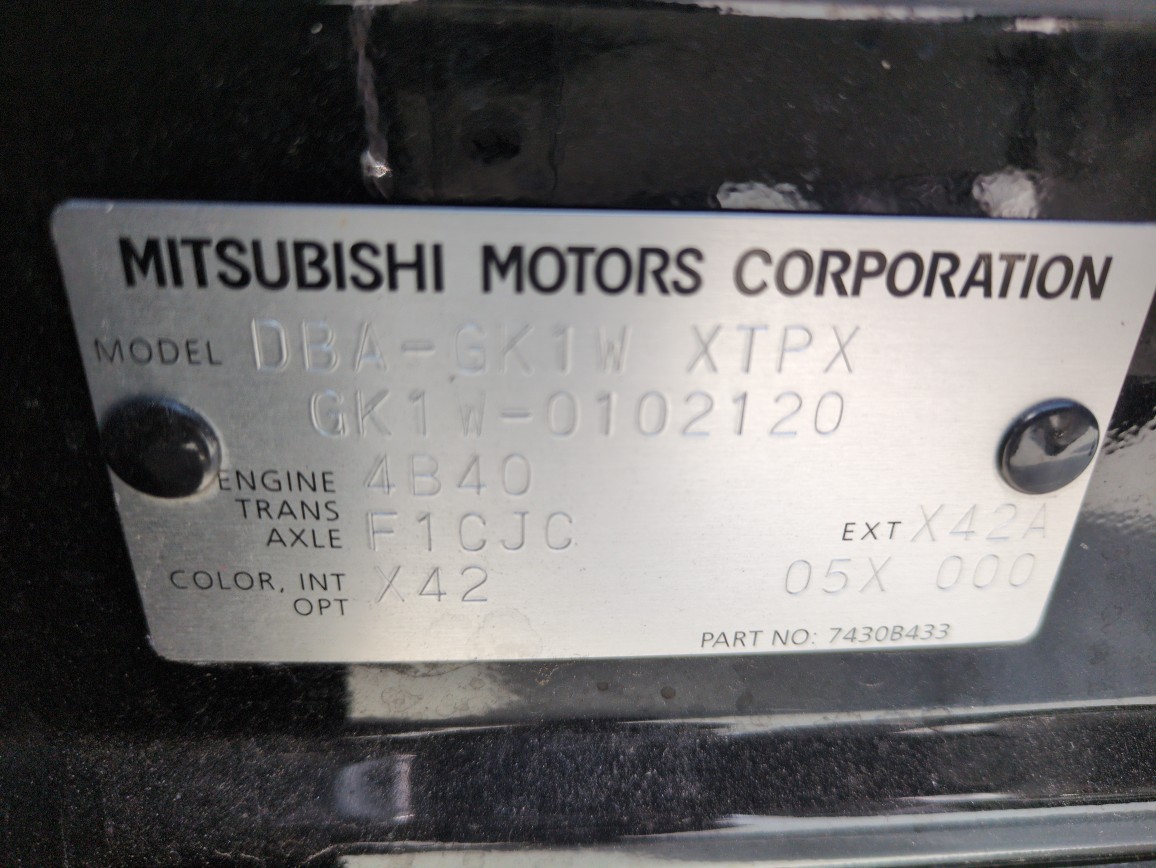 MITSUBISHI MOTORS CORPORATION
MODEL DBA-GK1W XTPX
GK1W-0102120
ENGINE 4B40
TRANS
AXLE F1CJC EXT X42A
COLOR, INT X42 05X 000
OPT
PART NO: 7430B433